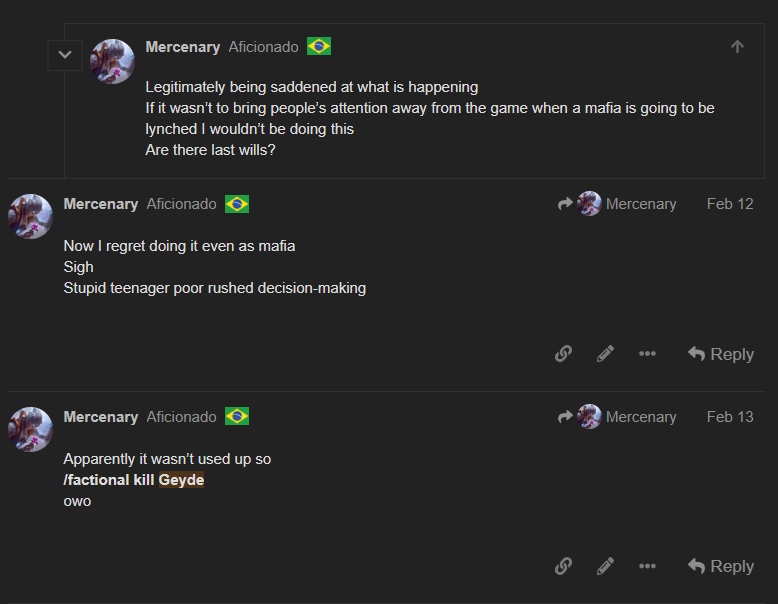 Mercenary Aficionado
Legitimately being saddened at what is happening
If it wasn’t to bring people’s attention away from the game when a mafia is going to be
lynched I wouldn’t be doing this
Are there last wills?
Mercenary Aficionado Mercenary Feb 12
Now I regret doing it even as mafia
Sigh
Stupid teenager poor rushed decision-making
Reply
Mercenary Aficionado Mercenary Feb 13
Apparently it wasn’t used up so
/factional kill Geyde
owo
Reply